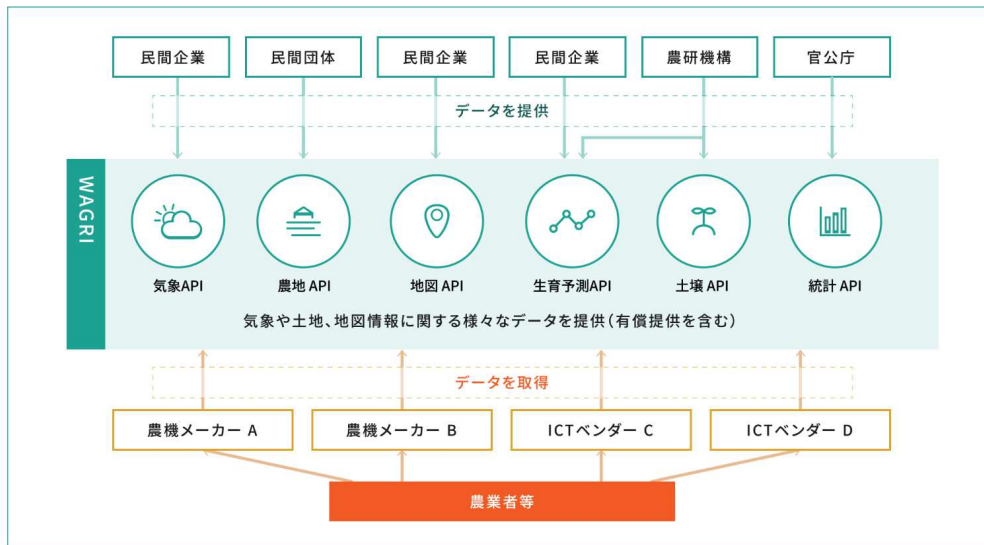 民間企業
民間団体
民間企業
民間企業
農研機構
官公庁
データを提供
WAGRI
気象API
農地 API
地図 API
生育予測API
土壌 API
統計 API
気象や土地、地図情報に関する様々なデータを提供(有償提供を含む)
データを取得
農機メーカー A
農機メーカー B
ICTベンダー C
ICTベンダー D
農業者等